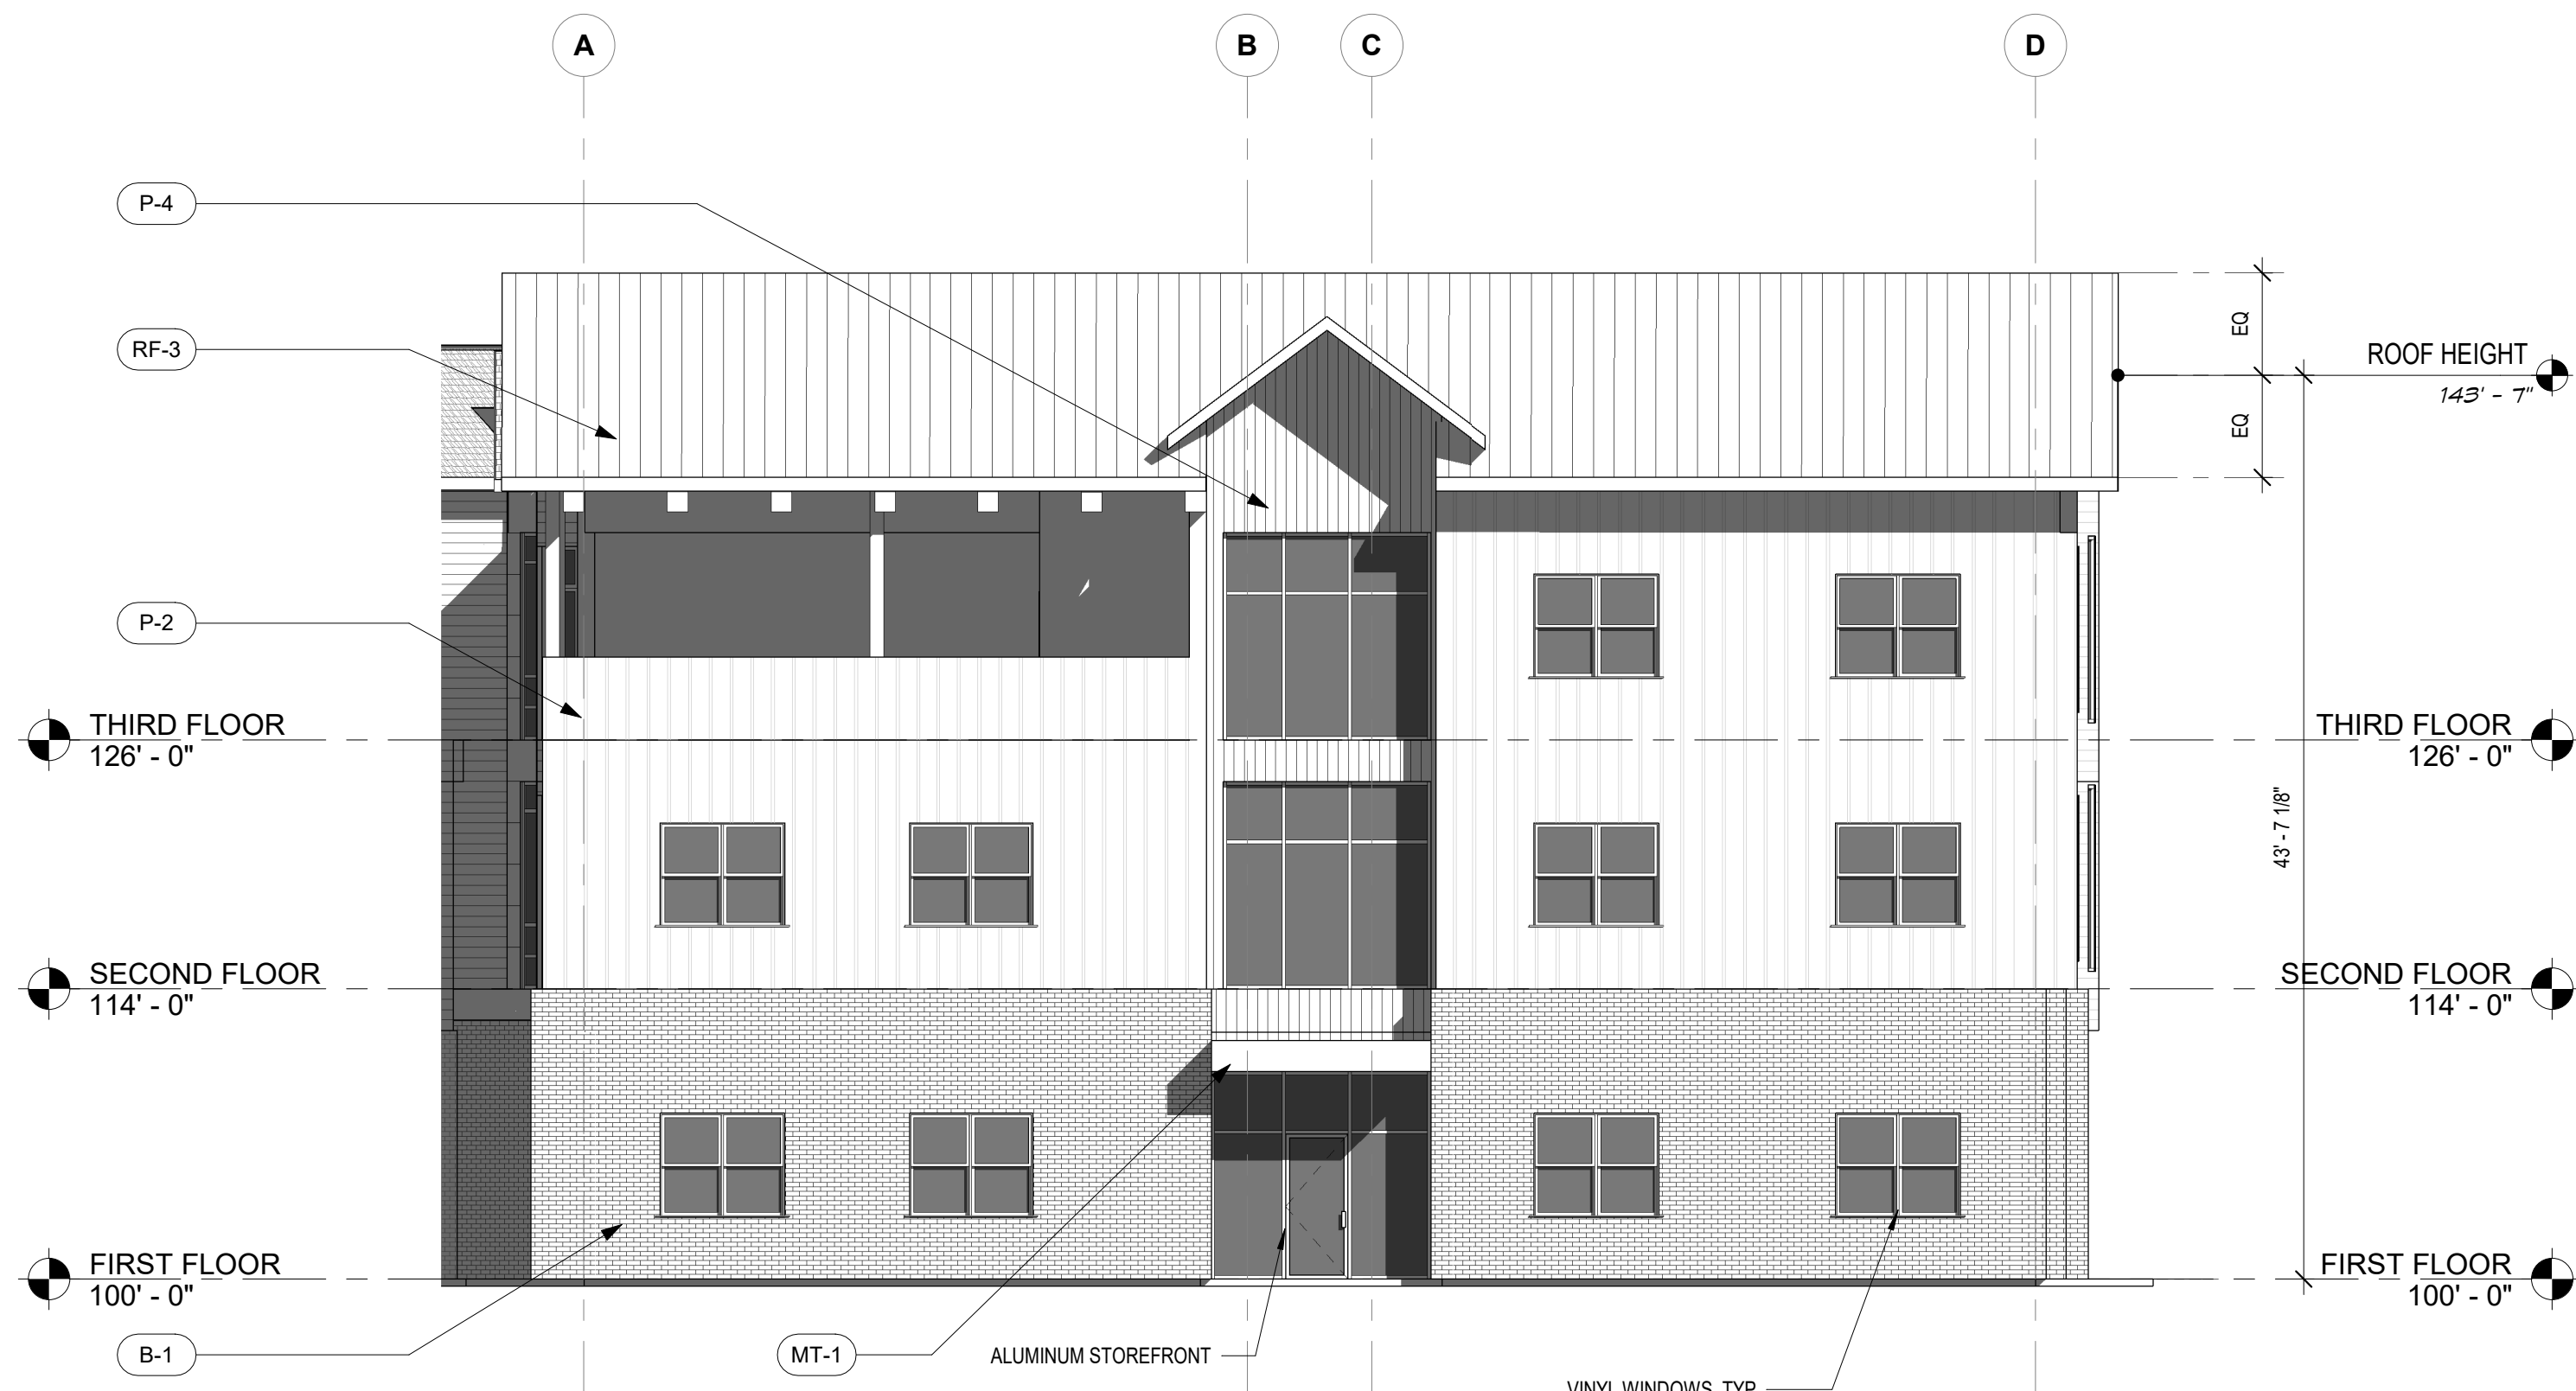 A
B
C
D
P-4
RF-3
EQ
EQ
ROOF HEIGHT
143' - 7"
P-2
THIRD FLOOR
126' - 0"
THIRD FLOOR
126' - 0"
43' - 7 1/8"
SECOND FLOOR
114' - 0"
SECOND FLOOR
114' - 0"
FIRST FLOOR
100' - 0"
FIRST FLOOR
100' - 0"
B-1
MT-1
ALUMINUM STOREFRONT
VINYL WINDOWS, TYP